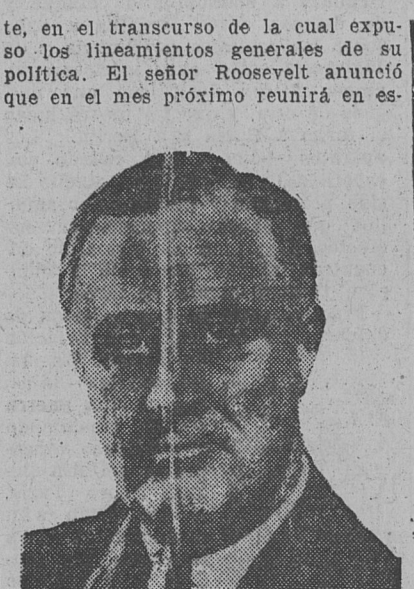 te, en el transcurso de la cual expu-
so los lineamientos generales de su
política. El señor Roosevelt anunció
que en el mes próximo reunirá en es-